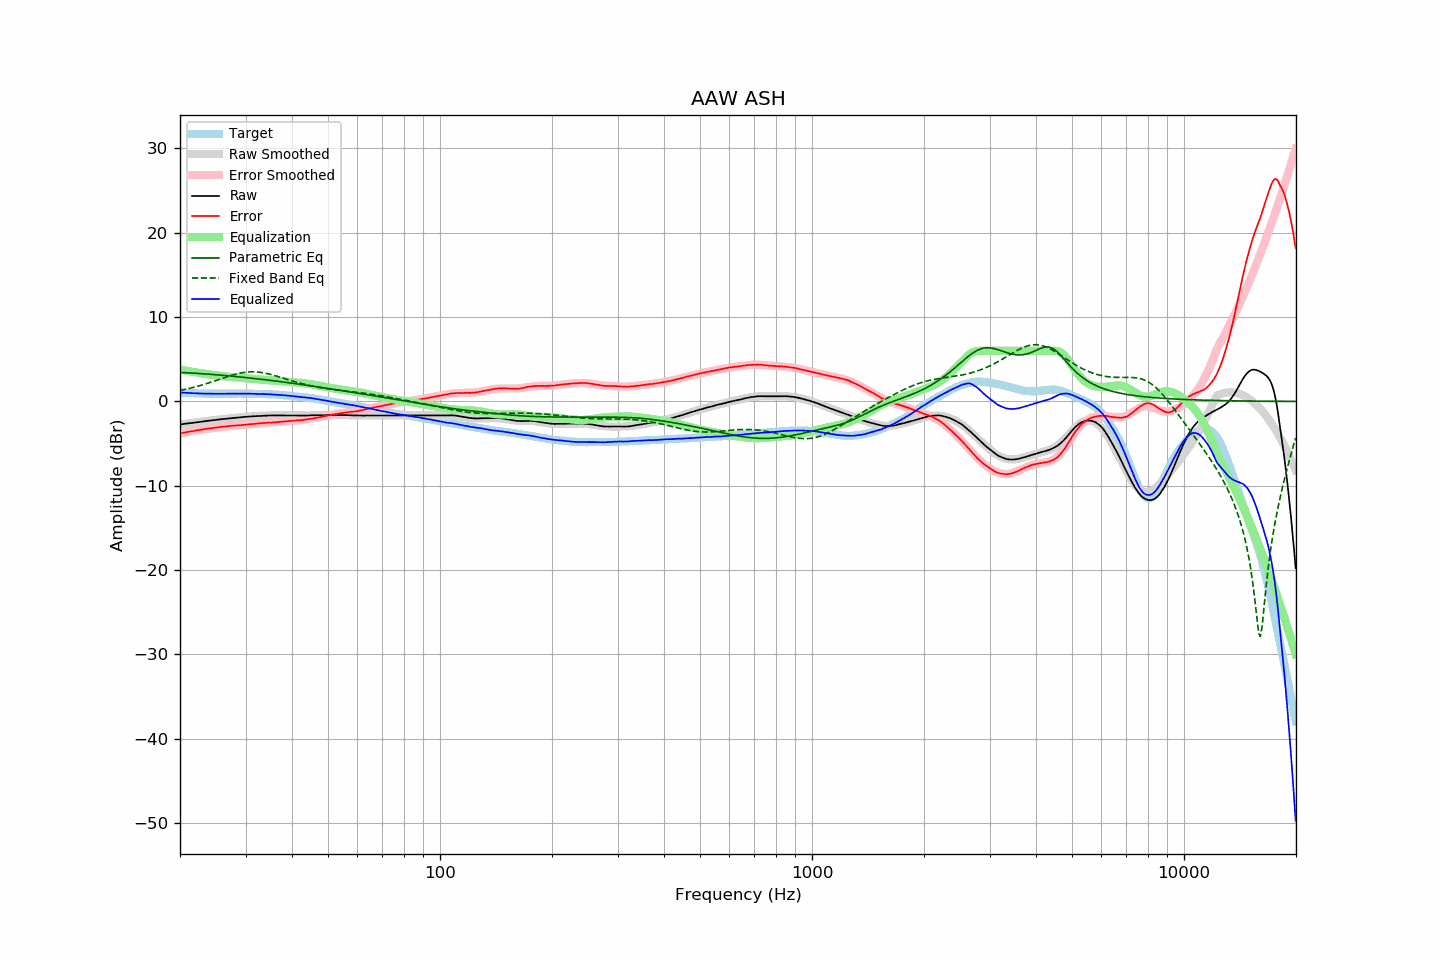 AAW ASH
Target
Raw Smoothed
Error Smoothed
Raw
Error
Equalization
Parametric Eq
Fixed Band Eq
Equalized
30
20
10
0
−10
−20
−30
−40
−50
Amplitude (dBr)
100
1000
10000
Frequency (Hz)